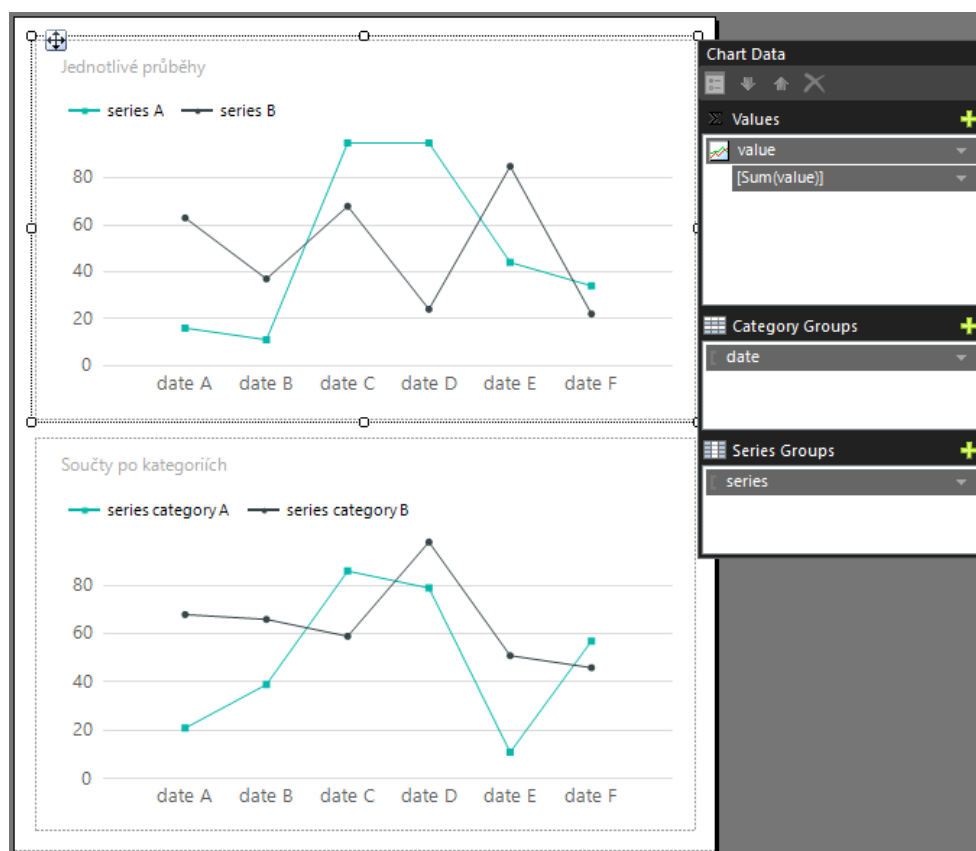 Jednotlivé průběhy
series A series B
80
60
40
20
0
date A date B date C date D date E date F
Součty po kategoriích
series category A series category B
80
60
40
20
0
date A date B date C date D date E date F
Chart Data
Values
value
[Sum(value)]
Category Groups
date
Series Groups
series